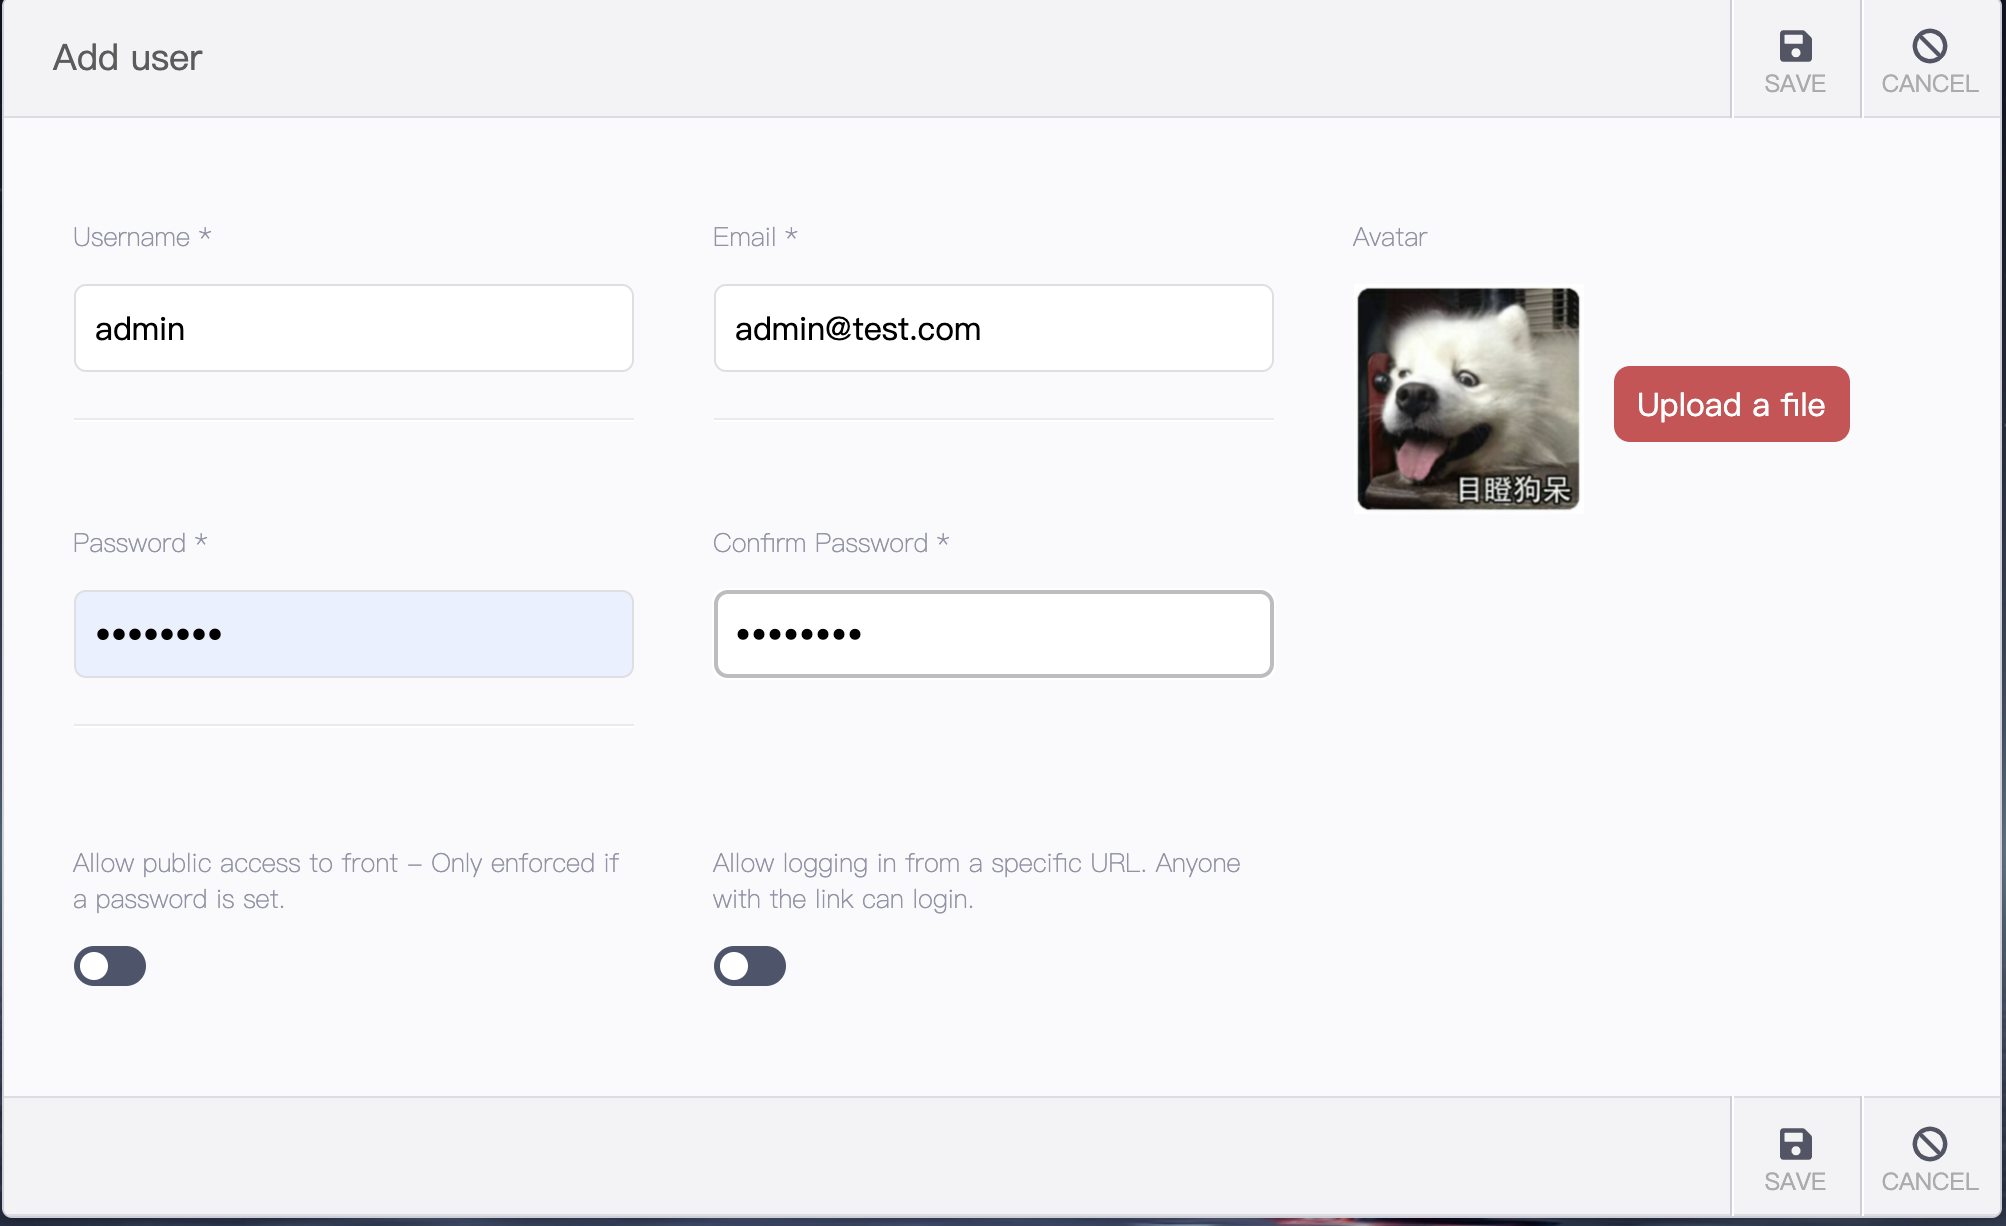 Add user
SAVE
CANCEL
Username *
Email *
Avatar
admin
admin@test.com
Upload a file
目瞪狗呆
Password *
Confirm Password *
••••••••
••••••••
Allow public access to front – Only enforced if
a password is set.
Allow logging in from a specific URL. Anyone
with the link can login.
SAVE
CANCEL